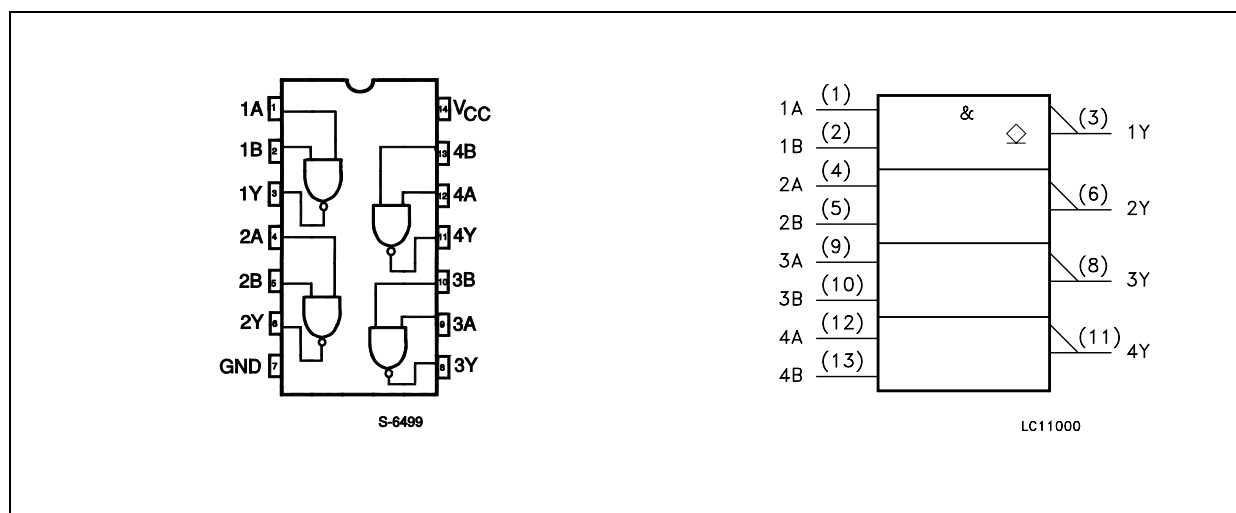 1A 1 14 VCC
1B 2 13 4B
1Y 3 12 4A
2A 4 11 4Y
2B 5 10 3B
2Y 6 9 3A
GND 7 8 3Y
S-6499
1A (1) & (3) 1Y
1B (2)
2A (4) (6) 2Y
2B (5)
3A (9) (8) 3Y
3B (10)
4A (12) (11) 4Y
4B (13)
LC11000